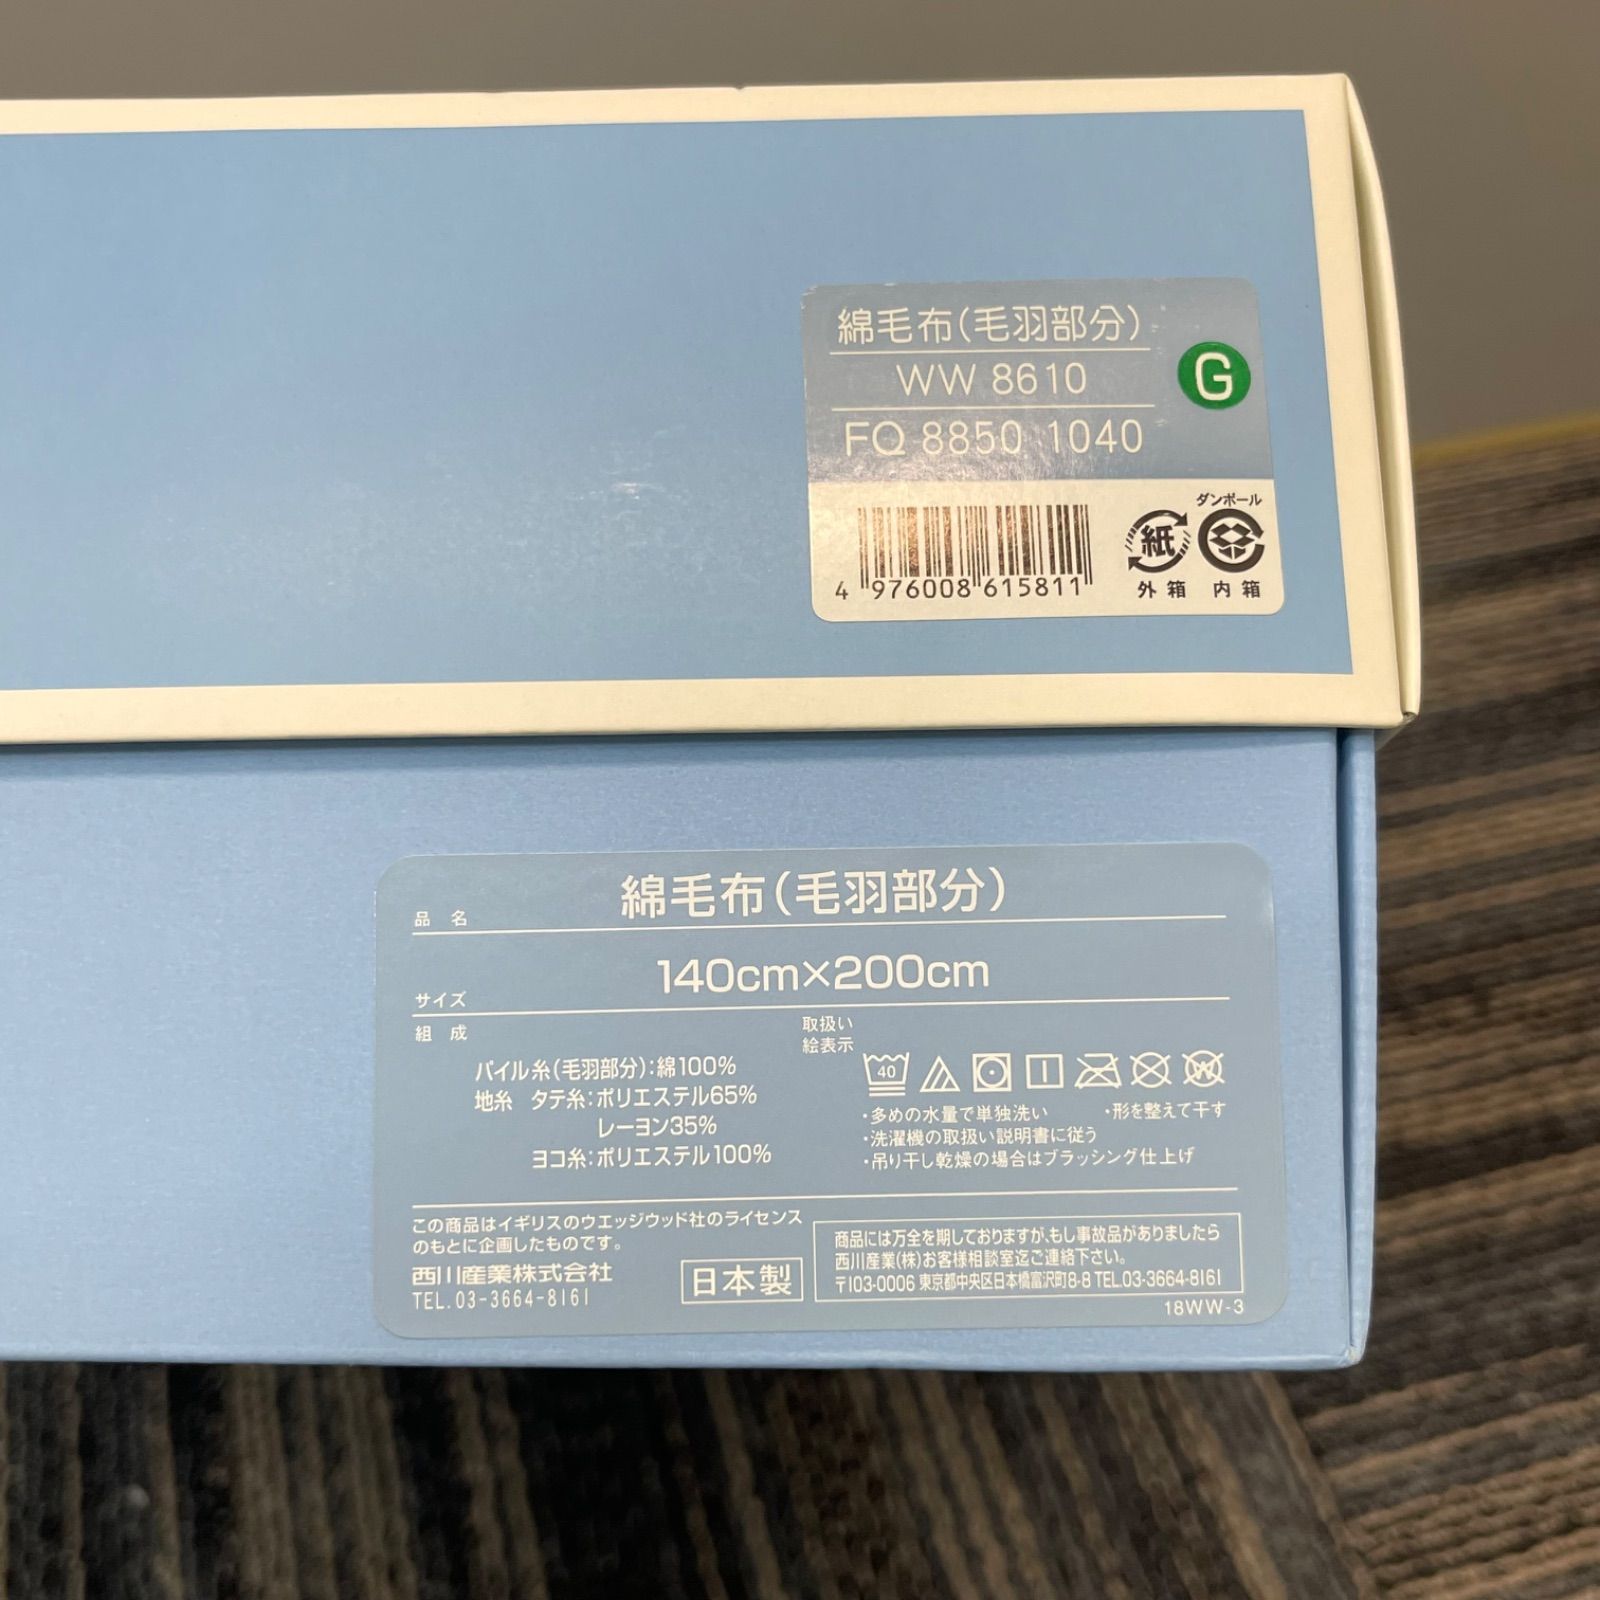 綿毛布(毛羽部分)
WW 8610
FQ 8850 1040
G
4 976008 615811
ダンボール
紙
外箱 内箱
品名 綿毛布(毛羽部分)
サイズ 140cm×200cm
組成
パイル糸(毛羽部分):綿100%
地糸 タテ糸:ポリエステル65%
レーヨン35%
ヨコ糸:ポリエステル100%
取扱い
絵表示
40
W
・多めの水量で単独洗い ・形を整えて干す
・洗濯機の取扱い説明書に従う
・吊り干し乾燥の場合はブラッシング仕上げ
この商品はイギリスのウエッジウッド社のライセンス
のもとに企画したものです。
西川産業株式会社
TEL.03-3664-8161
日本製
商品には万全を期しておりますが、もし事故品がありましたら
西川産業(株)お客様相談室迄ご連絡下さい。
〒103-0006 東京都中央区日本橋富沢町8-8 TEL.03-3664-8161
18WW-3